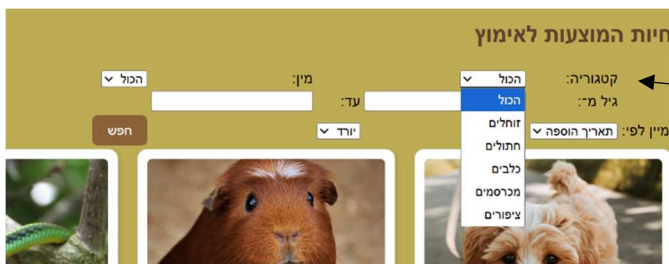 חיות המוצעות לאימוץ
קטגוריה: הכול מין: הכול
גיל מ־: עד:
מיין לפי: תאריך הוספה יורד חפש
הכול
זוחלים
חתולים
כלבים
מכרסמים
ציפורים